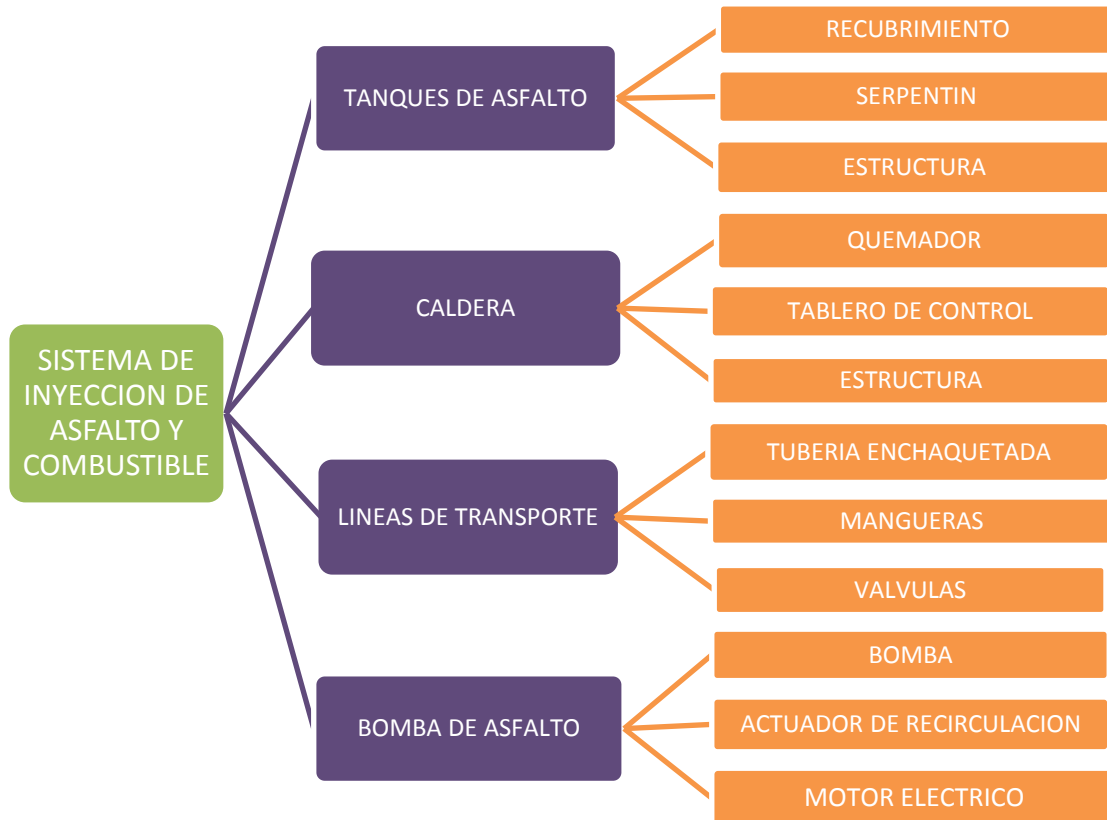 SISTEMA DE
INYECCION DE
ASFALTO Y
COMBUSTIBLE
TANQUES DE ASFALTO
RECUBRIMIENTO
SERPENTIN
ESTRUCTURA
CALDERA
QUEMADOR
TABLERO DE CONTROL
ESTRUCTURA
LINEAS DE TRANSPORTE
TUBERIA ENCHAQUETADA
MANGUERAS
VALVULAS
BOMBA DE ASFALTO
BOMBA
ACTUADOR DE RECIRCULACION
MOTOR ELECTRICO